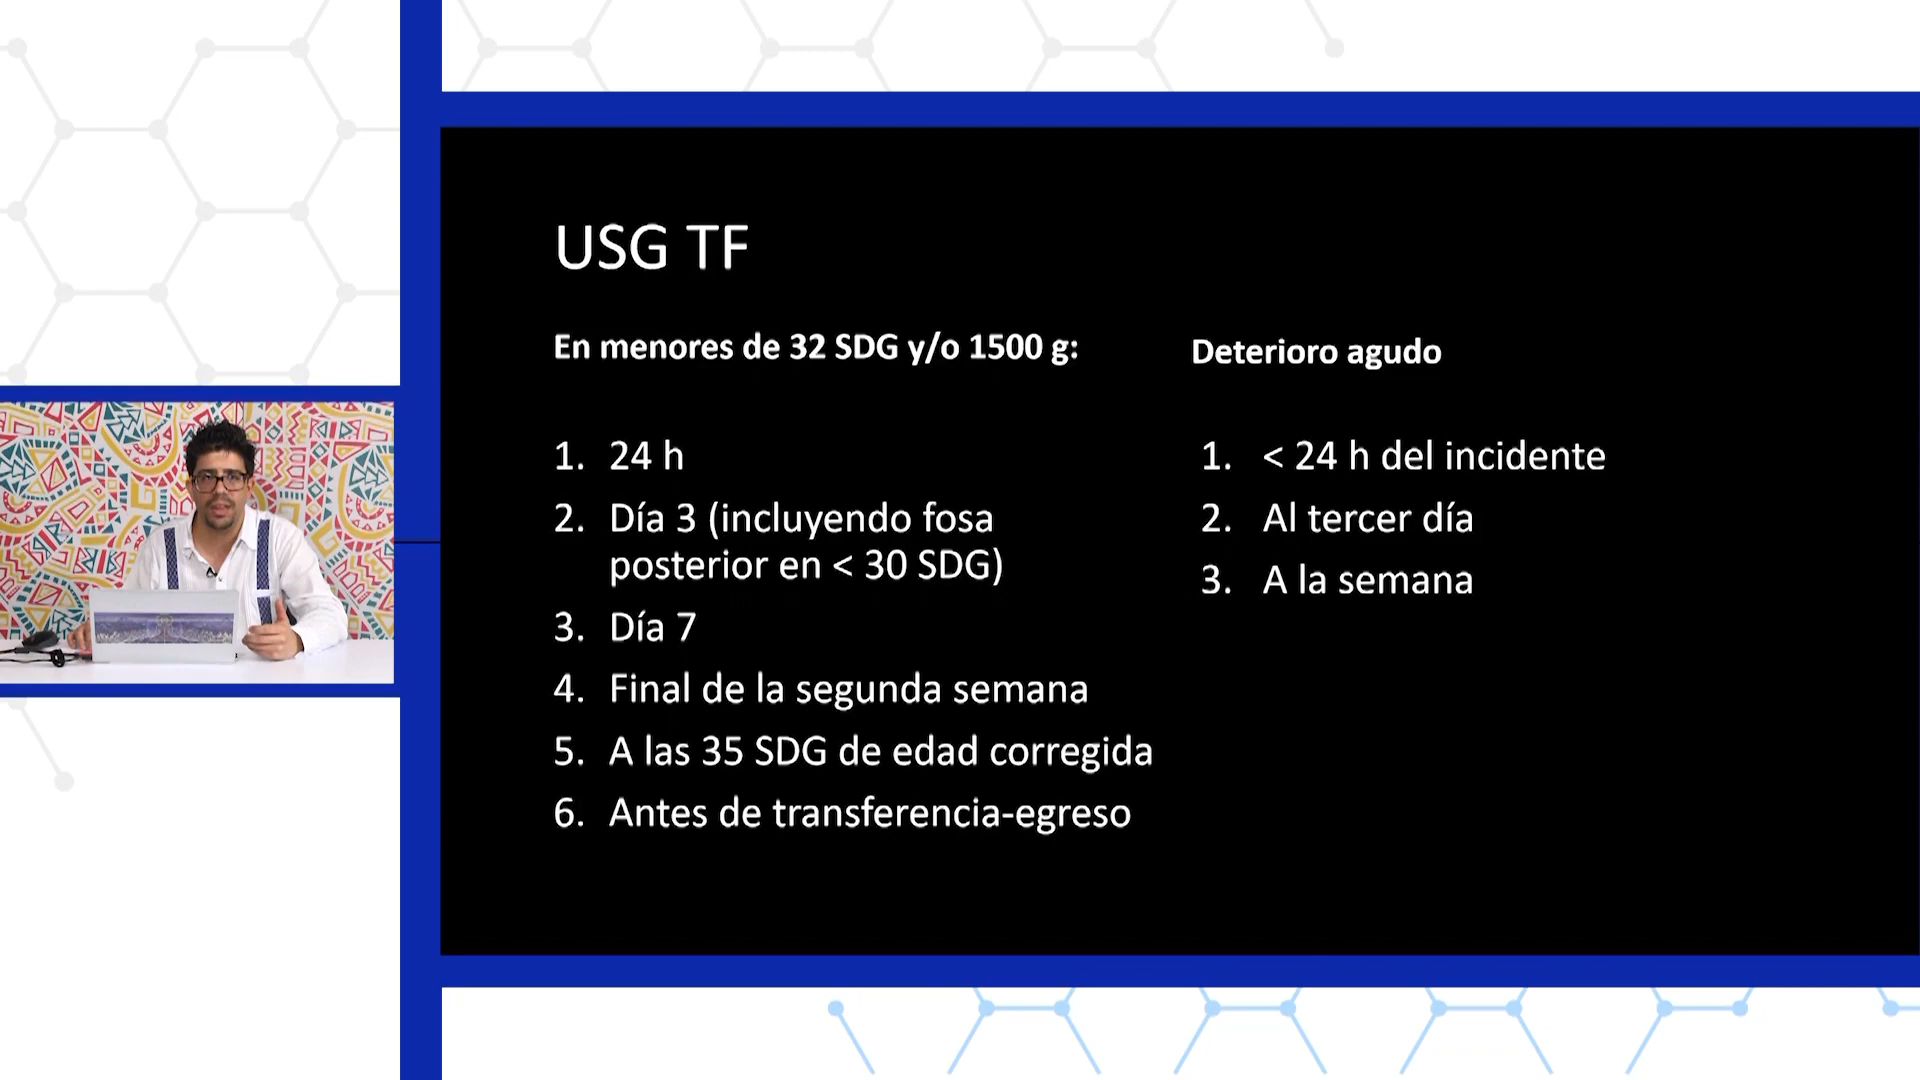 USG TF
En menores de 32 SDG y/o 1500 g:
1. 24 h
2. Día 3 (incluyendo fosa
posterior en < 30 SDG)
3. Día 7
4. Final de la segunda semana
5. A las 35 SDG de edad corregida
6. Antes de transferencia-egreso
Deterioro agudo
1. < 24 h del incidente
2. Al tercer día
3. A la semana